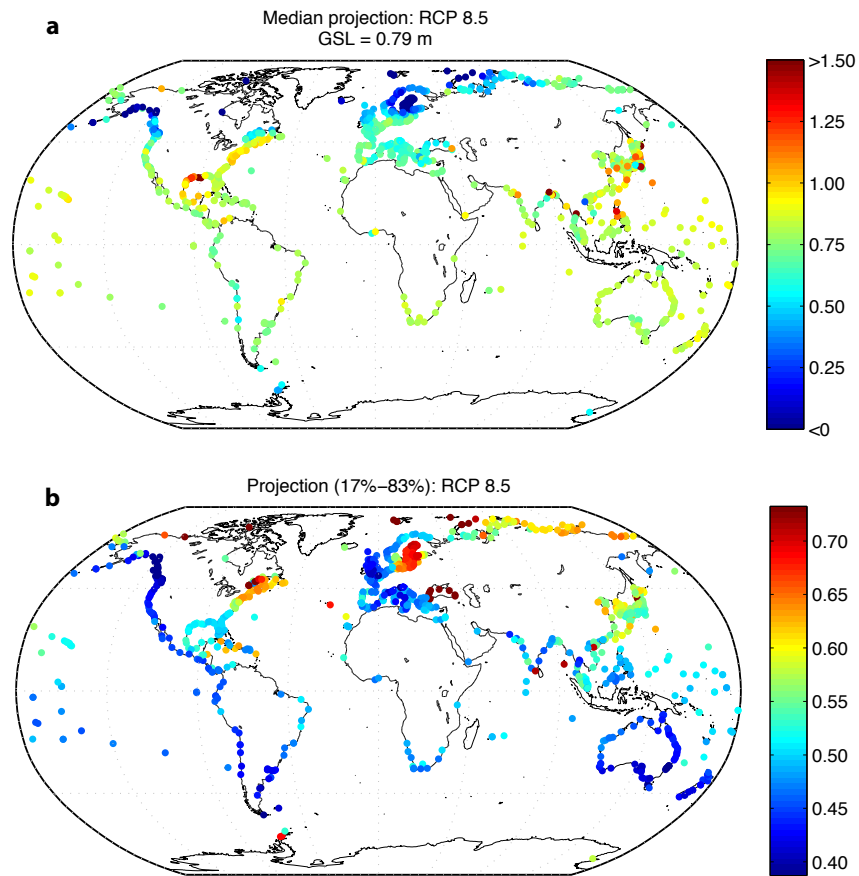 a
Median projection: RCP 8.5
GSL = 0.79 m
>1.50
1.25
1.00
0.75
0.50
0.25
<0
b
Projection (17%–83%): RCP 8.5
0.70
0.65
0.60
0.55
0.50
0.45
0.40